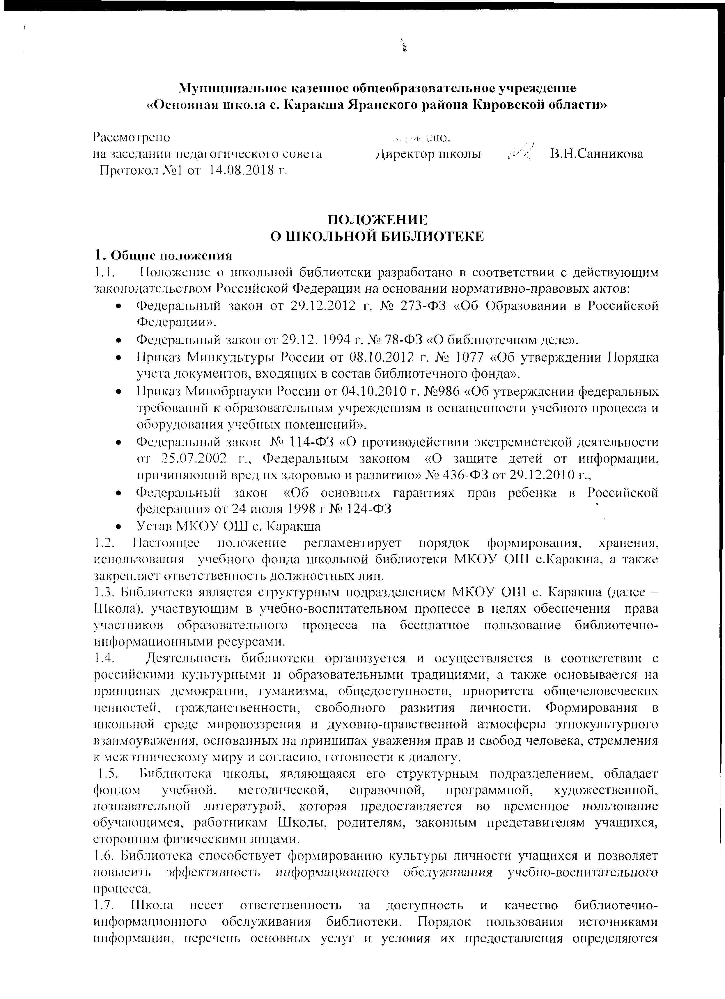 Муниципальное казенное общеобразовательное учреждение
«Основная школа с. Каракша Яранского района Кировской области»
Рассмотрено
на заседании педагогического совета Директор школы В.Н.Санникова
Протокол №1 от 14.08.2018 г.
ПОЛОЖЕНИЕ
О ШКОЛЬНОЙ БИБЛИОТЕКЕ
1. Общие положения
1.1. Положение о школьной библиотеки разработано в соответствии с действующим
законодательством Российской Федерации на основании нормативно-правовых актов:
• Федеральный закон от 29.12.2012 г. № 273-ФЗ «Об Образовании в Российской
Федерации».
• Федеральный закон от 29.12. 1994 г. № 78-ФЗ «О библиотечном деле».
• Приказ Минкультуры России от 08.10.2012 г. № 1077 «Об утверждении Порядка
учета документов, входящих в состав библиотечного фонда».
• Приказ Минобрнауки России от 04.10.2010 г. №986 «Об утверждении федеральных
требований к образовательным учреждениям в оснащенности учебного процесса и
оборудования учебных помещений».
• Федеральный закон № 114-ФЗ «О противодействии экстремистской деятельности
от 25.07.2002 г., Федеральным законом «О защите детей от информации,
причиняющий вред их здоровью и развитию» № 436-ФЗ от 29.12.2010 г.,
• Федеральный закон «Об основных гарантиях прав ребенка в Российской
федерации» от 24 июля 1998 г № 124-ФЗ
• Устав МКОУ ОШ с. Каракша
1.2. Настоящее положение регламентирует порядок формирования, хранения,
использования учебного фонда школьной библиотеки МКОУ ОШ с.Каракша, а также
закрепляет ответственность должностных лиц.
1.3. Библиотека является структурным подразделением МКОУ ОШ с. Каракша (далее –
Школа), участвующим в учебно-воспитательном процессе в целях обеспечения права
участников образовательного процесса на бесплатное пользование библиотечно-
информационными ресурсами.
1.4. Деятельность библиотеки организуется и осуществляется в соответствии с
российскими культурными и образовательными традициями, а также основывается на
принципах демократии, гуманизма, общедоступности, приоритета общечеловеческих
ценностей, гражданственности, свободного развития личности. Формирования в
школьной среде мировоззрения и духовно-нравственной атмосферы этнокультурного
взаимоуважения, основанных на принципах уважения прав и свобод человека, стремления
к межэтническому миру и согласию, готовности к диалогу.
1.5. Библиотека школы, являющаяся его структурным подразделением, обладает
фондом учебной, методической, справочной, программной, художественной,
познавательной литературой, которая предоставляется во временное пользование
обучающимся, работникам Школы, родителям, законным представителям учащихся,
сторонним физическими лицами.
1.6. Библиотека способствует формированию культуры личности учащихся и позволяет
повысить эффективность информационного обслуживания учебно-воспитательного
процесса.
1.7. Школа несет ответственность за доступность и качество библиотечно-
информационного обслуживания библиотеки. Порядок пользования источниками
информации, перечень основных услуг и условия их предоставления определяются